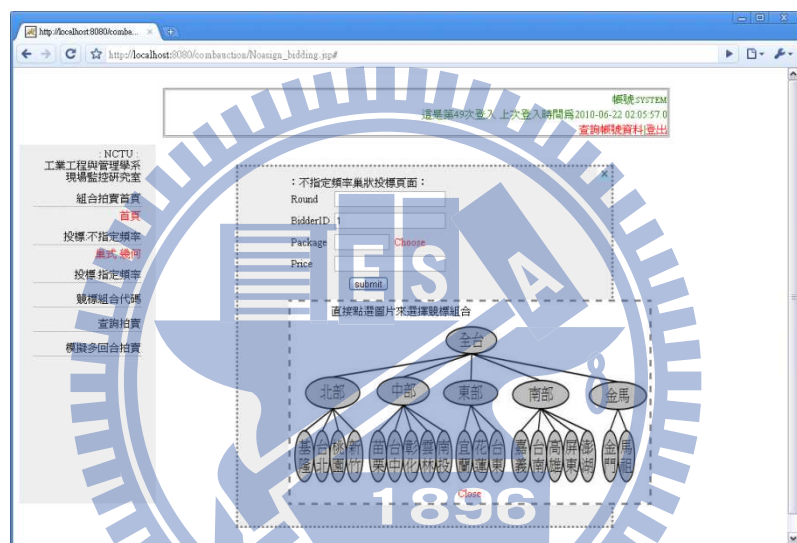 http://localhost:8080/comba...
http://localhost:8080/combauction/Noasign_bidding.jsp#
帳號:SYSTEM
這是第49次登入 上次登入時間為2010-06-22 02:05:57.0
查詢帳號資料|登出
: NCTU :
工業工程與管理學系
現場監控研究室
組合拍賣首頁
首頁
投標:不指定頻率
巢式 幾何
投標:指定頻率
競標組合代碼
查詢拍賣
模擬多回合拍賣
x
：不指定頻率巢狀投標頁面：
Round
BidderID 1
Package Choose
Price
submit
直接點選圖片來選擇競標組合
全台
北部 中部 東部 南部 金馬
基隆 台北 桃園 新竹 苗栗 台中 彰化 雲林 南投 宜蘭 花蓮 台東 嘉義 台南 高雄 屏東 澎湖 金門 馬祖
Close
ES A
8
1896